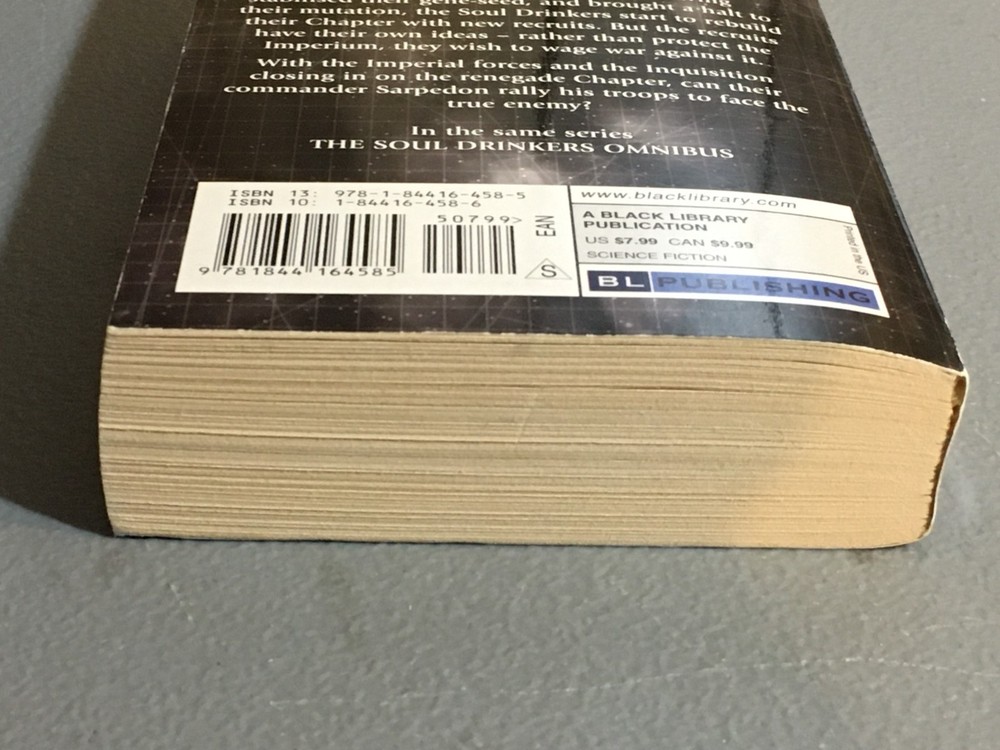 their mutation, the Soul Drinkers start to rebuild
their Chapter with new recruits. But the recruits
have their own ideas – rather than protect the
Imperium, they wish to wage war against it.
With the Imperial forces and the Inquisition
closing in on the renegade Chapter, can their
commander Sarpedon rally his troops to face the
true enemy?
In the same series
THE SOUL DRINKERS OMNIBUS
ISBN 13: 978-1-84416-458-5
ISBN 10: 1-84416-458-6
50799>
EAN
9 781844 164585
S
www.blacklibrary.com
A BLACK LIBRARY
PUBLICATION
US $7.99 CAN $9.99
SCIENCE FICTION
Printed in the US
BL PUBLISHING